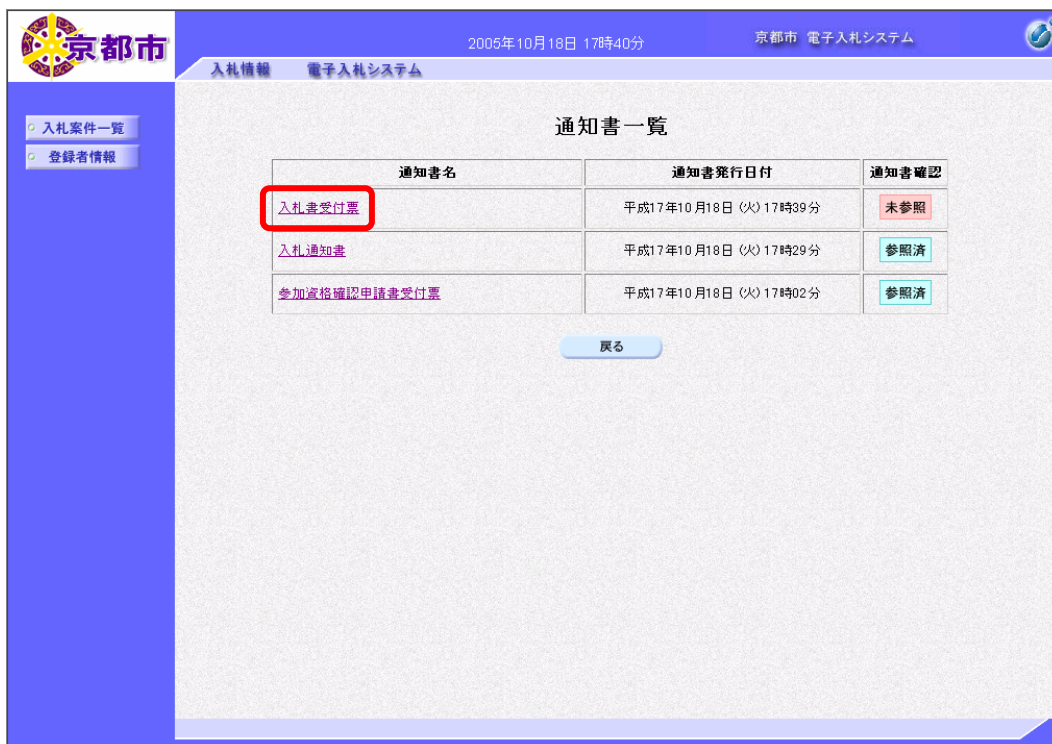 京都市
2005年10月18日 17時40分
京都市 電子入札システム
入札情報 電子入札システム
入札案件一覧
登録者情報
通知書一覧
通知書名 通知書発行日付 通知書確認
入札書受付票 平成17年10月18日 (火) 17時39分 未参照
入札通知書 平成17年10月18日 (火) 17時29分 参照済
参加資格確認申請書受付票 平成17年10月18日 (火) 17時02分 参照済
戻る